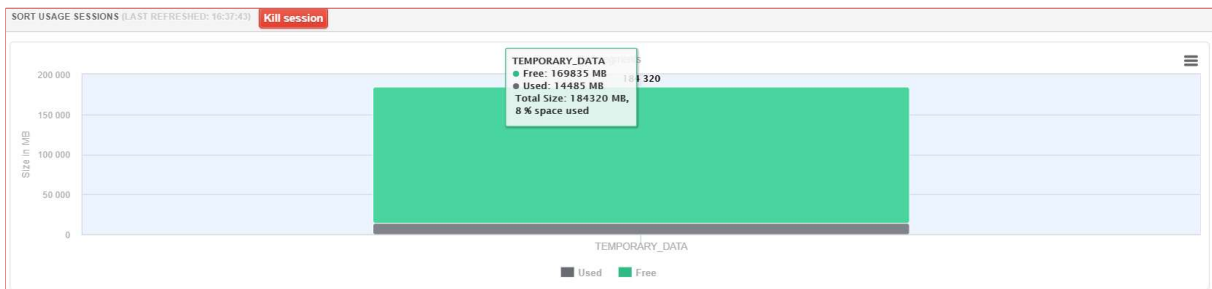 SORT USAGE SESSIONS (LAST REFRESHED: 16:37:43) Kill session
TEMPORARY_DATA
Free: 169835 MB
Used: 14485 MB
Total Size: 184320 MB,
8 % space used
184 320
200 000
150 000
100 000
50 000
0
Size in MB
TEMPORARY_DATA
Used Free